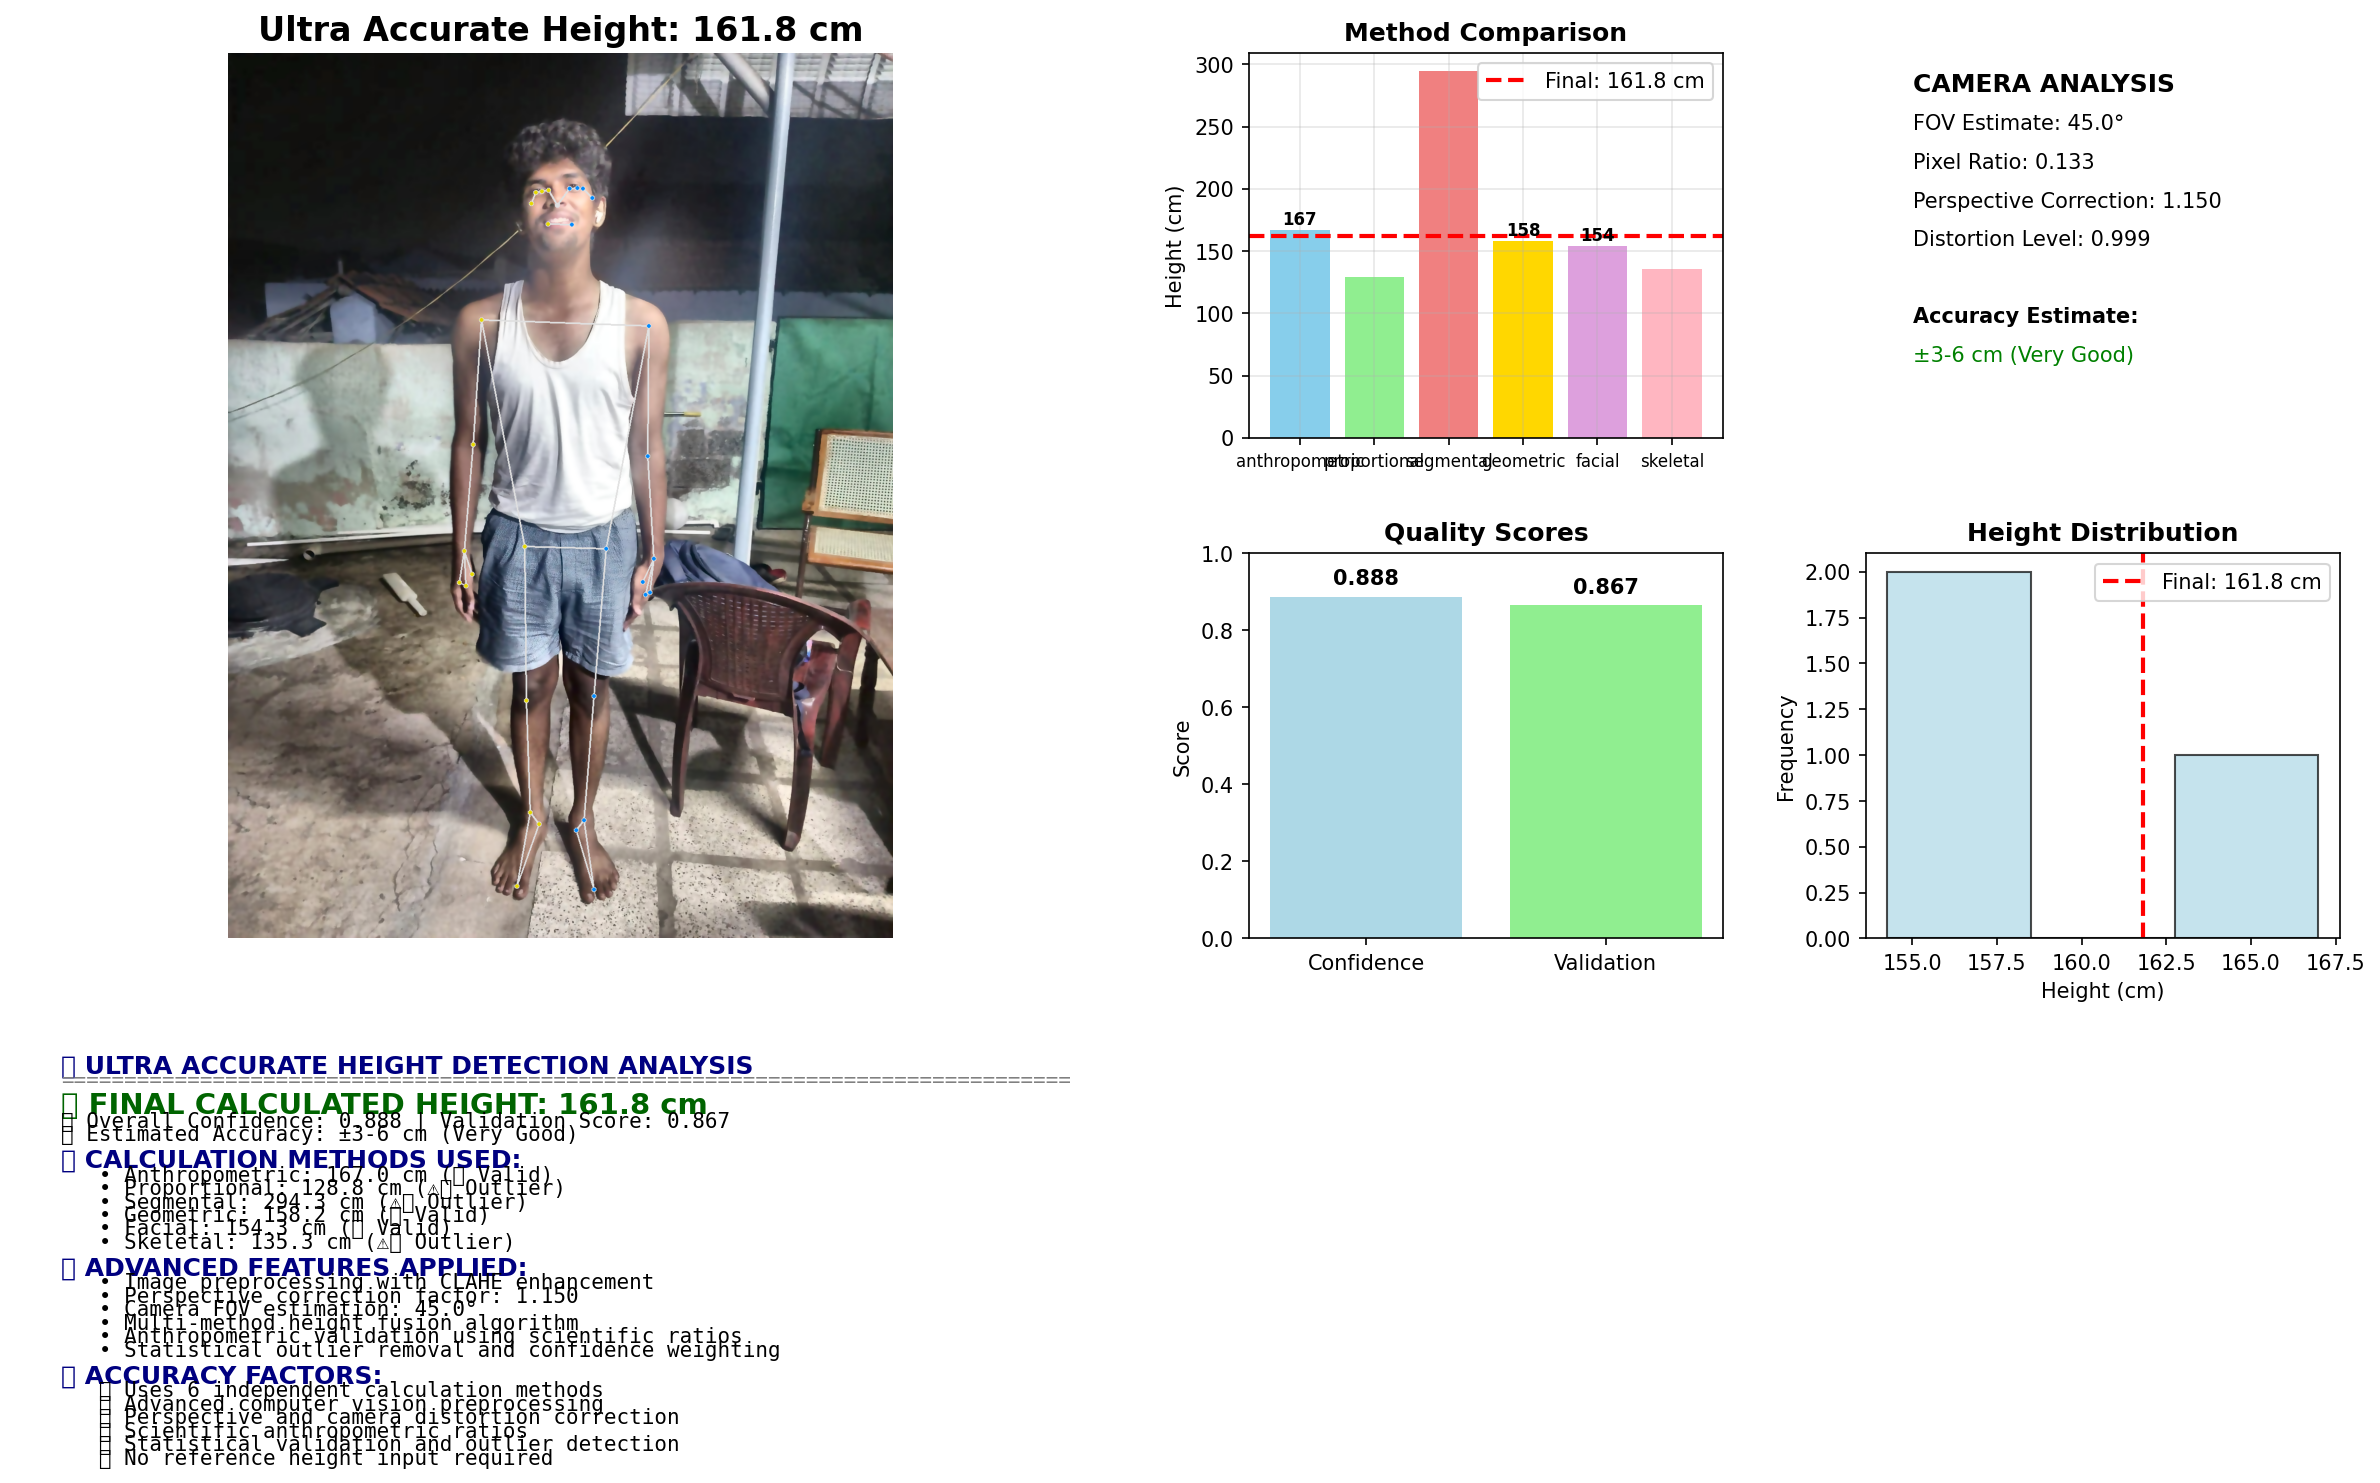 Ultra Accurate Height: 161.8 cm
Method Comparison
Height (cm)
300
250
200
150
100
50
0
Final: 161.8 cm
167
158
154
anthropometric
proportional
segmental
geometric
facial
skeletal
CAMERA ANALYSIS
FOV Estimate: 45.0°
Pixel Ratio: 0.133
Perspective Correction: 1.150
Distortion Level: 0.999
Accuracy Estimate:
±3-6 cm (Very Good)
Quality Scores
Score
1.0
0.8
0.6
0.4
0.2
0.0
0.888
0.867
Confidence
Validation
Height Distribution
Frequency
2.00
1.75
1.50
1.25
1.00
0.75
0.50
0.25
0.00
Final: 161.8 cm
155.0 157.5 160.0 162.5 165.0 167.5
Height (cm)
ULTRA ACCURATE HEIGHT DETECTION ANALYSIS
================================================================================
FINAL CALCULATED HEIGHT: 161.8 cm
Overall Confidence: 0.888 | Validation Score: 0.867
Estimated Accuracy: ±3-6 cm (Very Good)
CALCULATION METHODS USED:
• Anthropometric: 167.0 cm (▯ Valid)
• Proportional: 128.8 cm (⚠▯ Outlier)
• Segmental: 294.3 cm (⚠▯ Outlier)
• Geometric: 158.2 cm (▯ Valid)
• Facial: 154.3 cm (▯ Valid)
• Skeletal: 135.3 cm (⚠▯ Outlier)
ADVANCED FEATURES APPLIED:
• Image preprocessing with CLAHE enhancement
• Perspective correction factor: 1.150
• Camera FOV estimation: 45.0°
• Multi-method height fusion algorithm
• Anthropometric validation using scientific ratios
• Statistical outlier removal and confidence weighting
ACCURACY FACTORS:
Uses 6 independent calculation methods
Advanced computer vision preprocessing
Perspective and camera distortion correction
Scientific anthropometric ratios
Statistical validation and outlier detection
No reference height input required